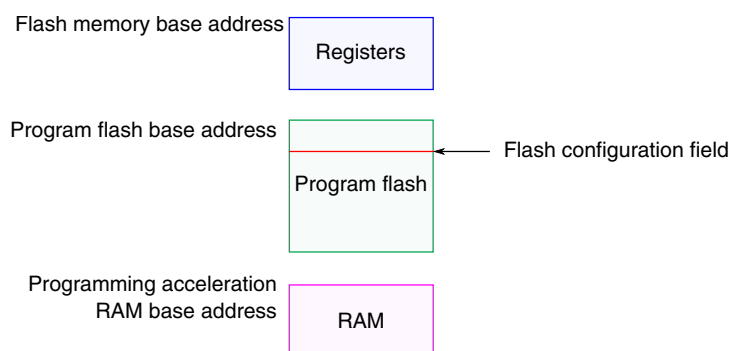 Flash memory base address
Registers
Program flash base address
Flash configuration field
Program flash
Programming acceleration
RAM base address
RAM